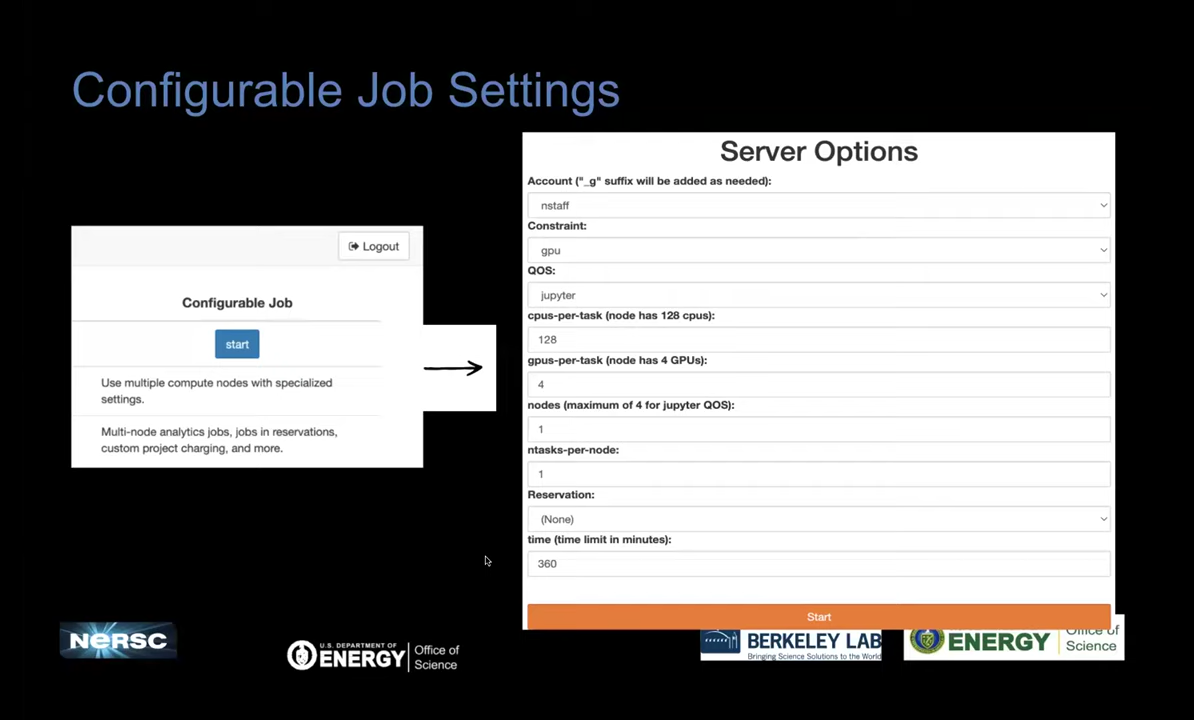 Configurable Job Settings
Logout
Configurable Job
start
Use multiple compute nodes with specialized
settings.
Multi-node analytics jobs, jobs in reservations,
custom project charging, and more.
Server Options
Account ("_g" suffix will be added as needed):
nstaff
Constraint:
gpu
QOS:
jupyter
cpus-per-task (node has 128 cpus):
128
gpus-per-task (node has 4 GPUs):
4
nodes (maximum of 4 for jupyter QOS):
1
ntasks-per-node:
1
Reservation:
(None)
time (time limit in minutes):
360
Start
NERSC
U.S. DEPARTMENT OF
ENERGY
Office of
Science
BERKELEY LAB
Bringing Science Solutions to the World
ENERGY
Office of
Science